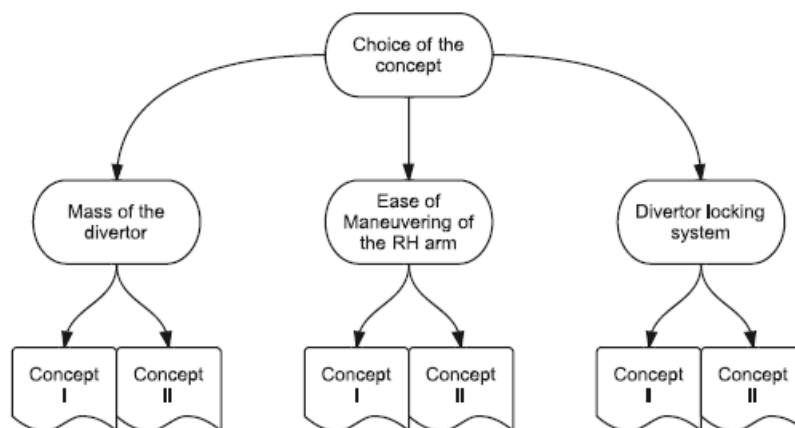 Choice of the
concept
Mass of the
divertor
Ease of
Maneuvering of
the RH arm
Divertor locking
system
Concept
I
Concept
II
Concept
I
Concept
II
Concept
I
Concept
II